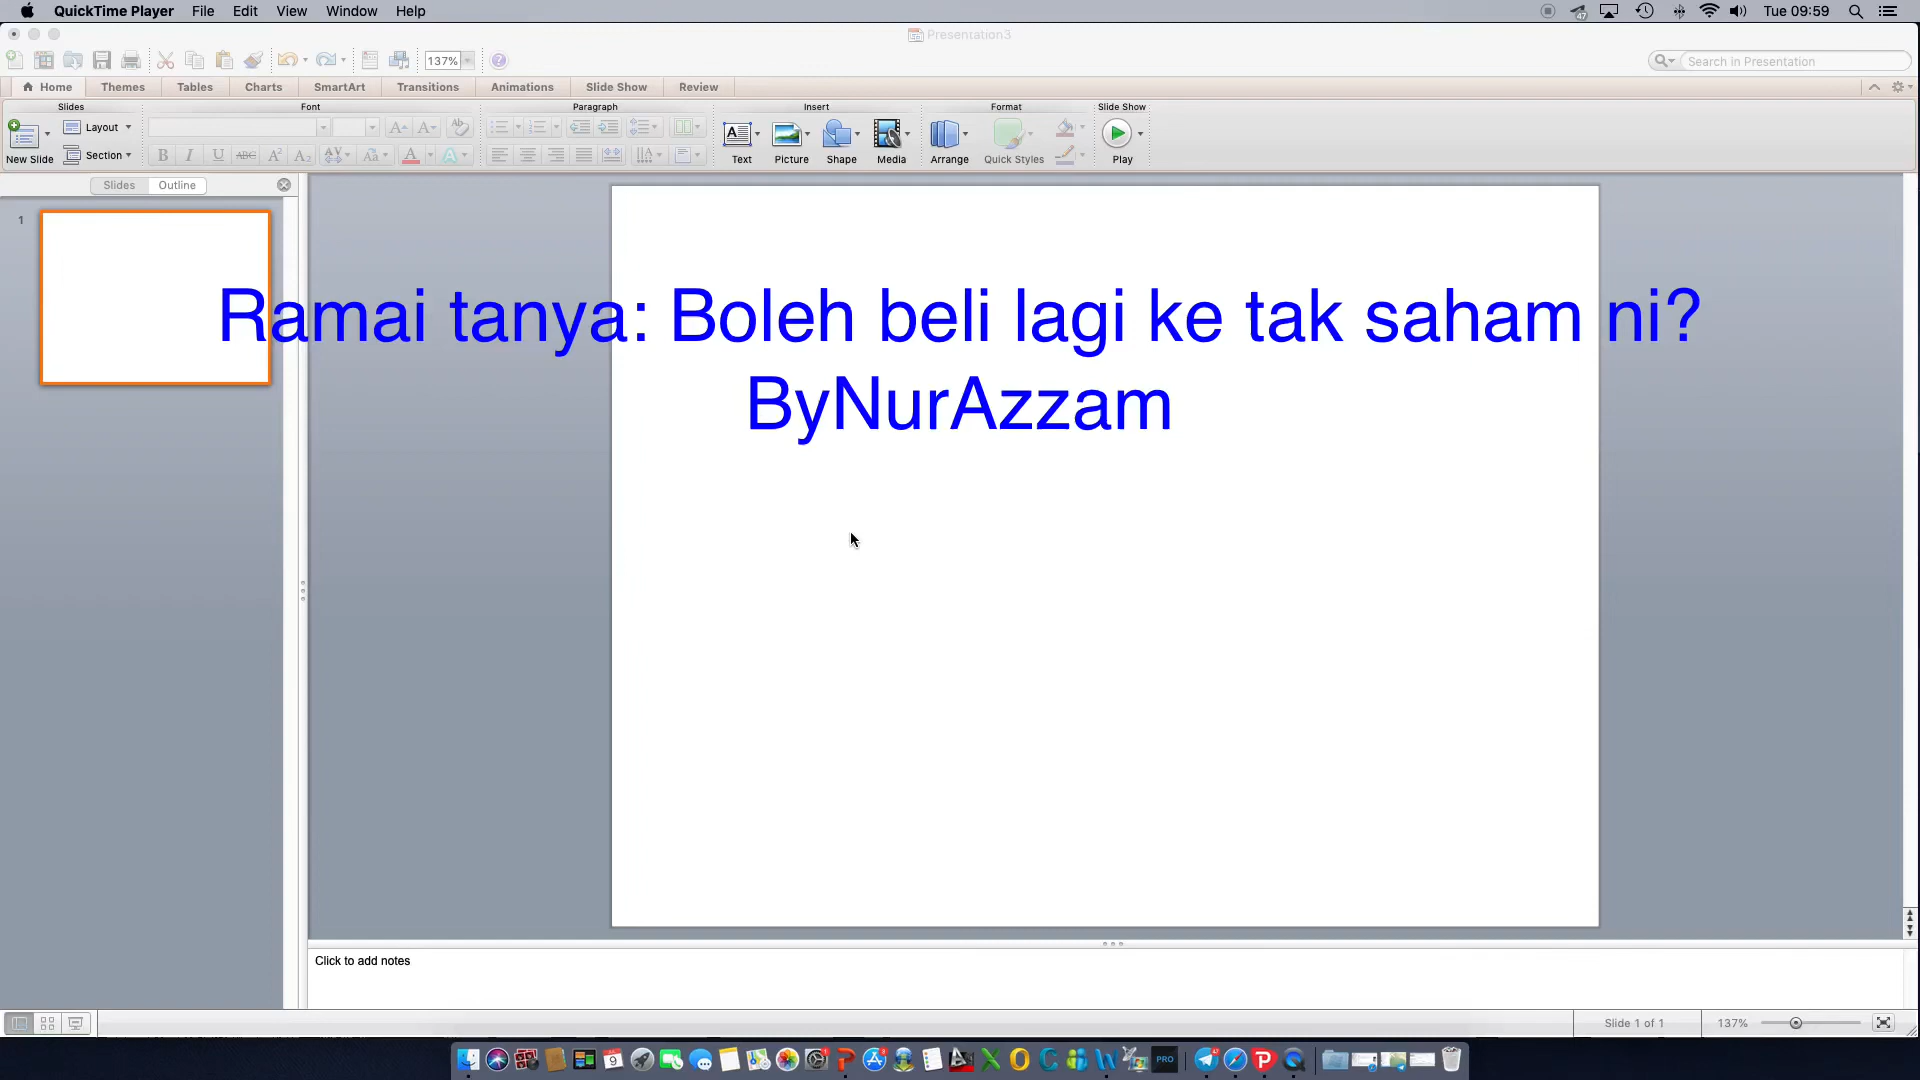 QuickTime Player File Edit View Window Help Tue 09:59
Presentation3
137% Search in Presentation
Home Themes Tables Charts SmartArt Transitions Animations Slide Show Review
Slides Font Paragraph Insert Format Slide Show
New Slide Layout Section Text Picture Shape Media Arrange Quick Styles Play
Slides Outline
1
Ramai tanya: Boleh beli lagi ke tak saham ni?
ByNurAzzam
Click to add notes
Slide 1 of 1 137%
PRO